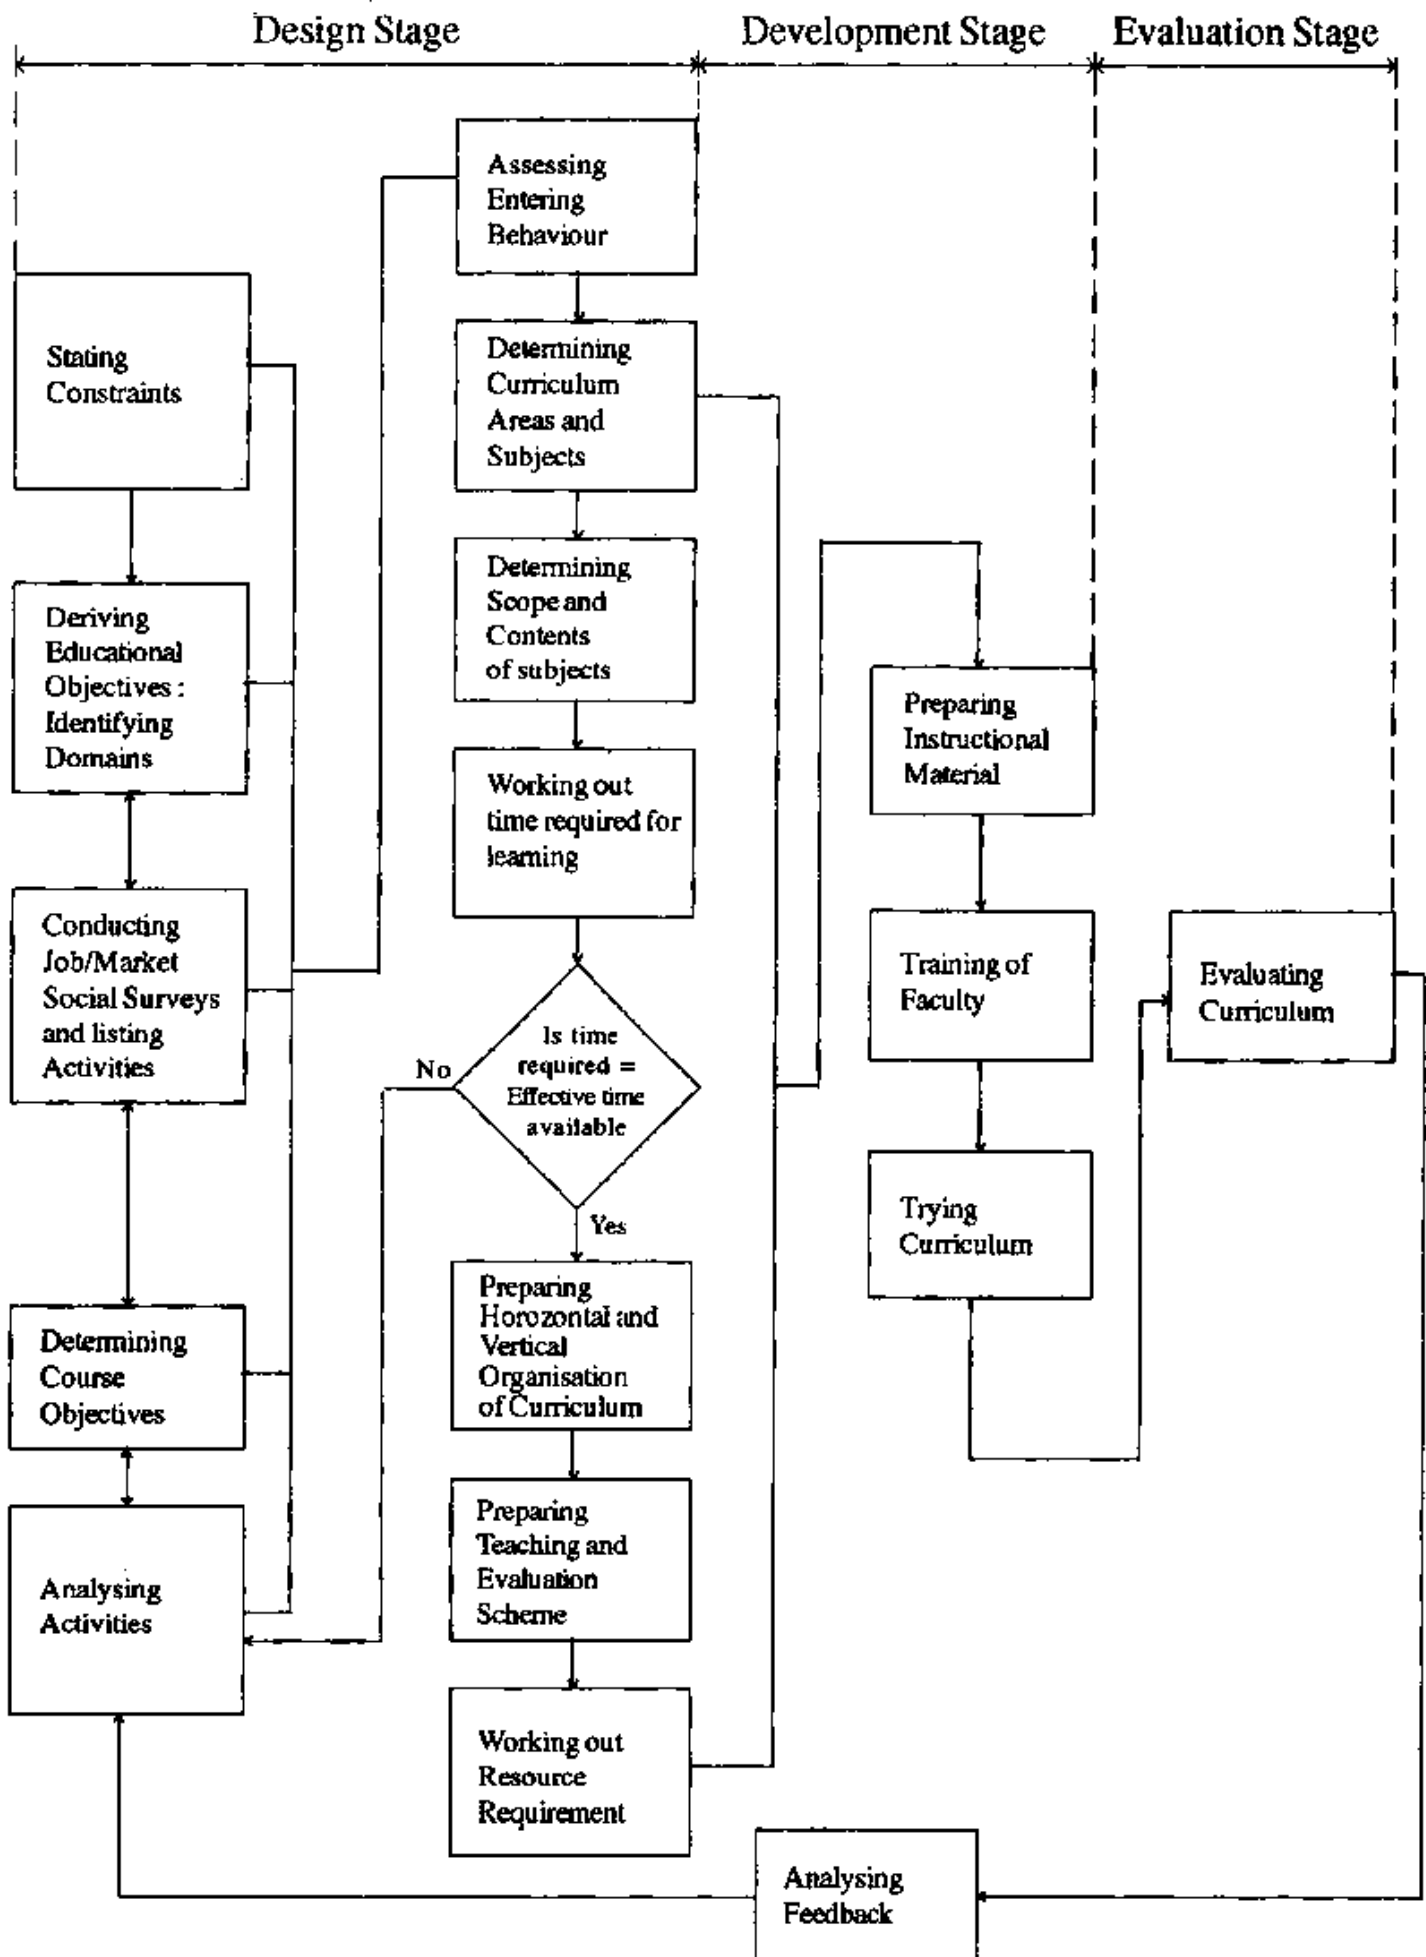 Design Stage
Development Stage
Evaluation Stage
Stating
Constraints
Deriving
Educational
Objectives :
Identifying
Domains
Conducting
Job/Market
Social Surveys
and listing
Activities
Determining
Course
Objectives
Analysing
Activities
Assessing
Entering
Behaviour
Determining
Curriculum
Areas and
Subjects
Determining
Scope and
Contents
of subjects
Working out
time required for
learning
Is time
required =
Effective time
available
No
Yes
Preparing
Horozontal and
Vertical
Organisation
of Curriculum
Preparing
Teaching and
Evaluation
Scheme
Working out
Resource
Requirement
Preparing
Instructional
Material
Training of
Faculty
Trying
Curriculum
Evaluating
Curriculum
Analysing
Feedback